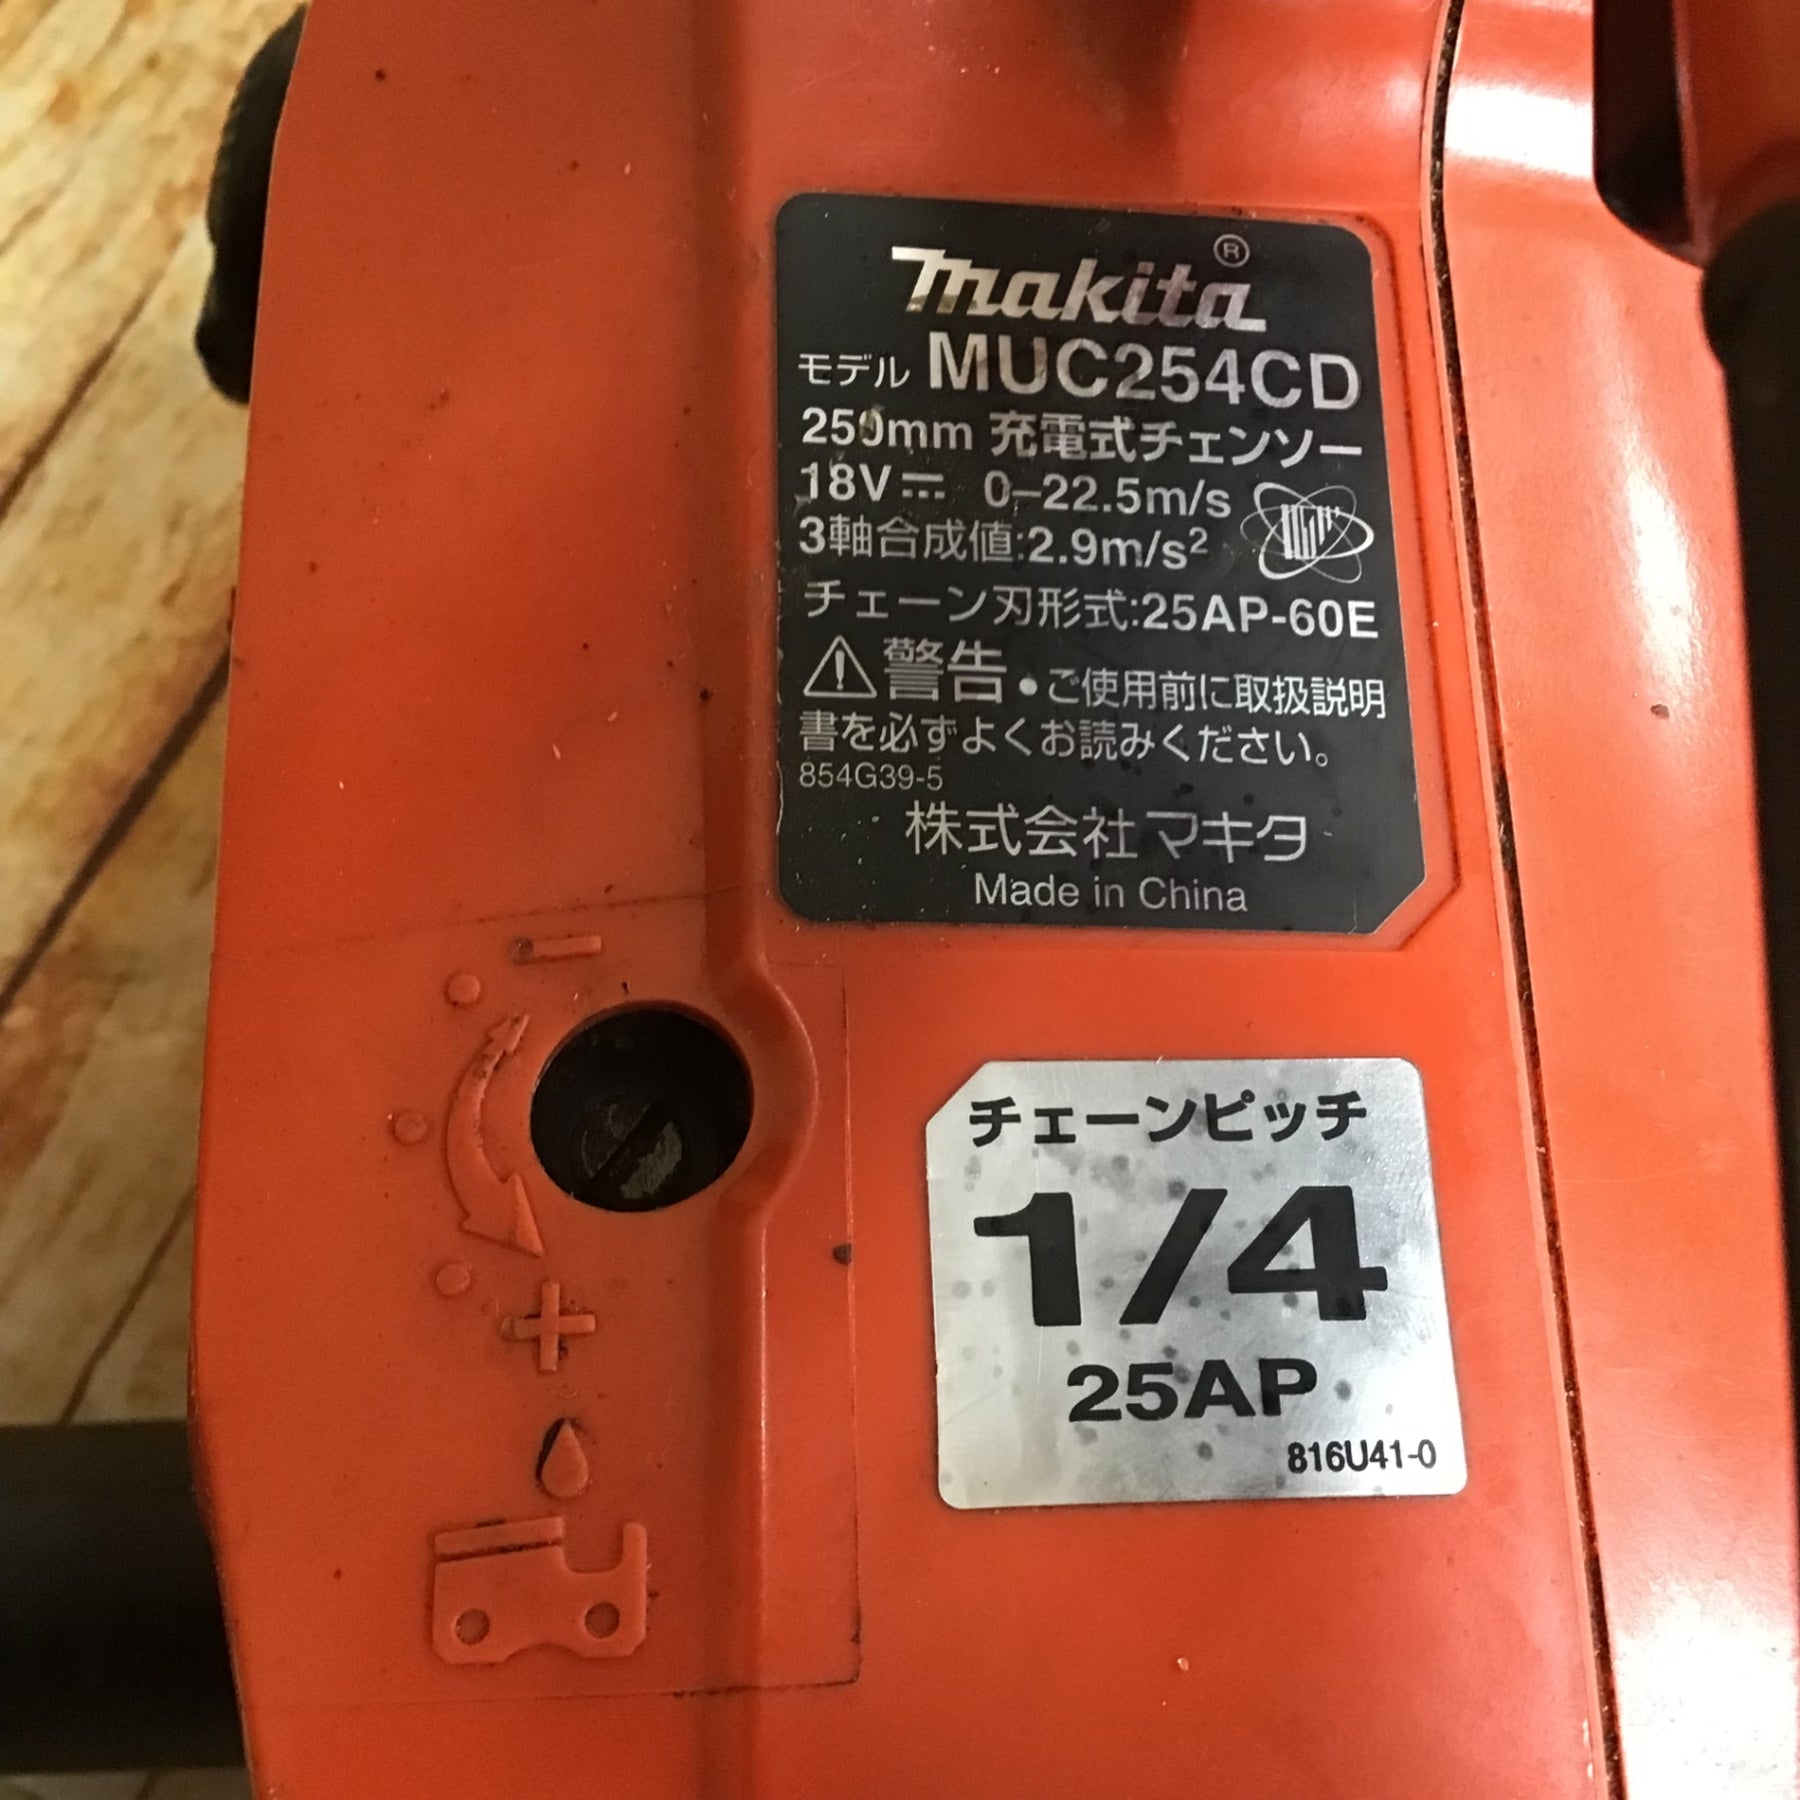 makita®
モデル MUC254CD
250mm 充電式チェンソー
18V⎓ 0–22.5m/s
3軸合成値:2.9m/s²
チェーン刃形式:25AP-60E
⚠警告・ご使用前に取扱説明
書を必ずよくお読みください。
854G39-5
株式会社マキタ
Made in China
チェーンピッチ
1/4
25AP
816U41-0